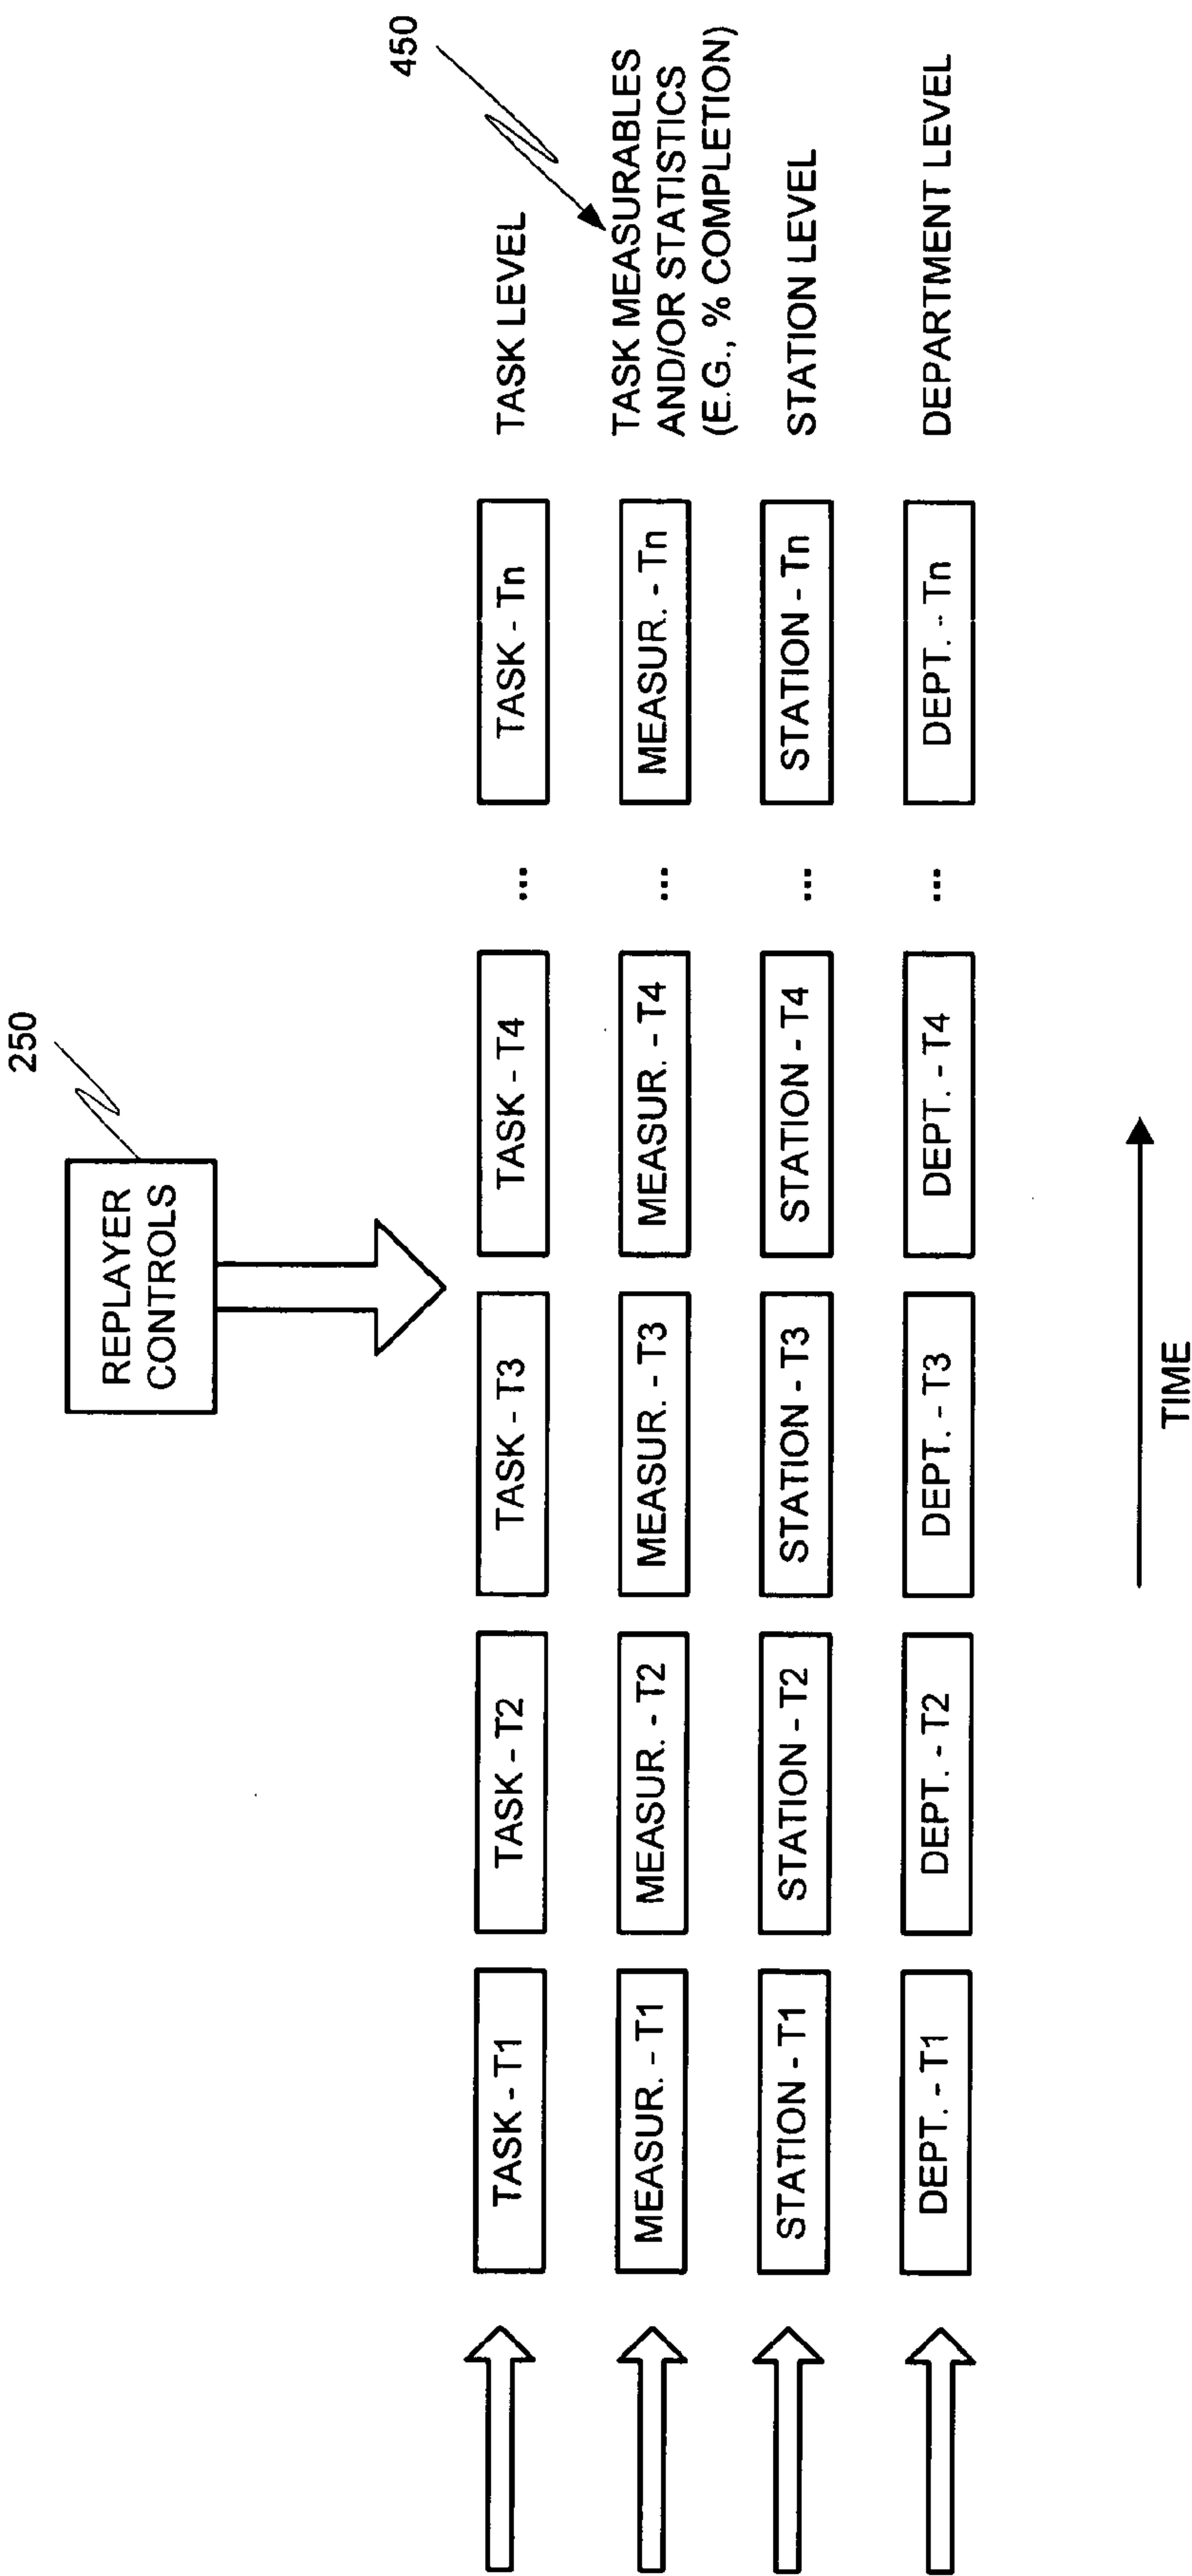 250
REPLAYER
CONTROLS
450
TASK - T1 TASK - T2 TASK - T3 TASK - T4 ... TASK - Tn TASK LEVEL
MEASUR. - T1 MEASUR. - T2 MEASUR. - T3 MEASUR. - T4 ... MEASUR. - Tn TASK MEASURABLES
AND/OR STATISTICS
(E.G., % COMPLETION)
STATION - T1 STATION - T2 STATION - T3 STATION - T4 ... STATION - Tn STATION LEVEL
DEPT. - T1 DEPT. - T2 DEPT. - T3 DEPT. - T4 ... DEPT. - Tn DEPARTMENT LEVEL
TIME